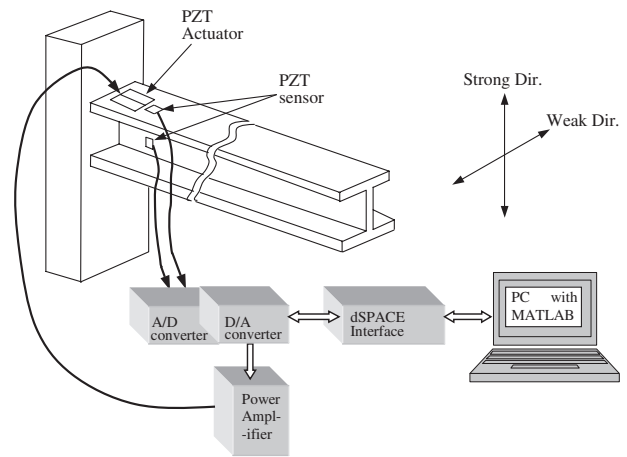 PZT
Actuator
PZT
sensor
Strong Dir.
Weak Dir.
A/D
converter
D/A
converter
dSPACE
Interface
PC with
MATLAB
Power
Ampl-
-ifier